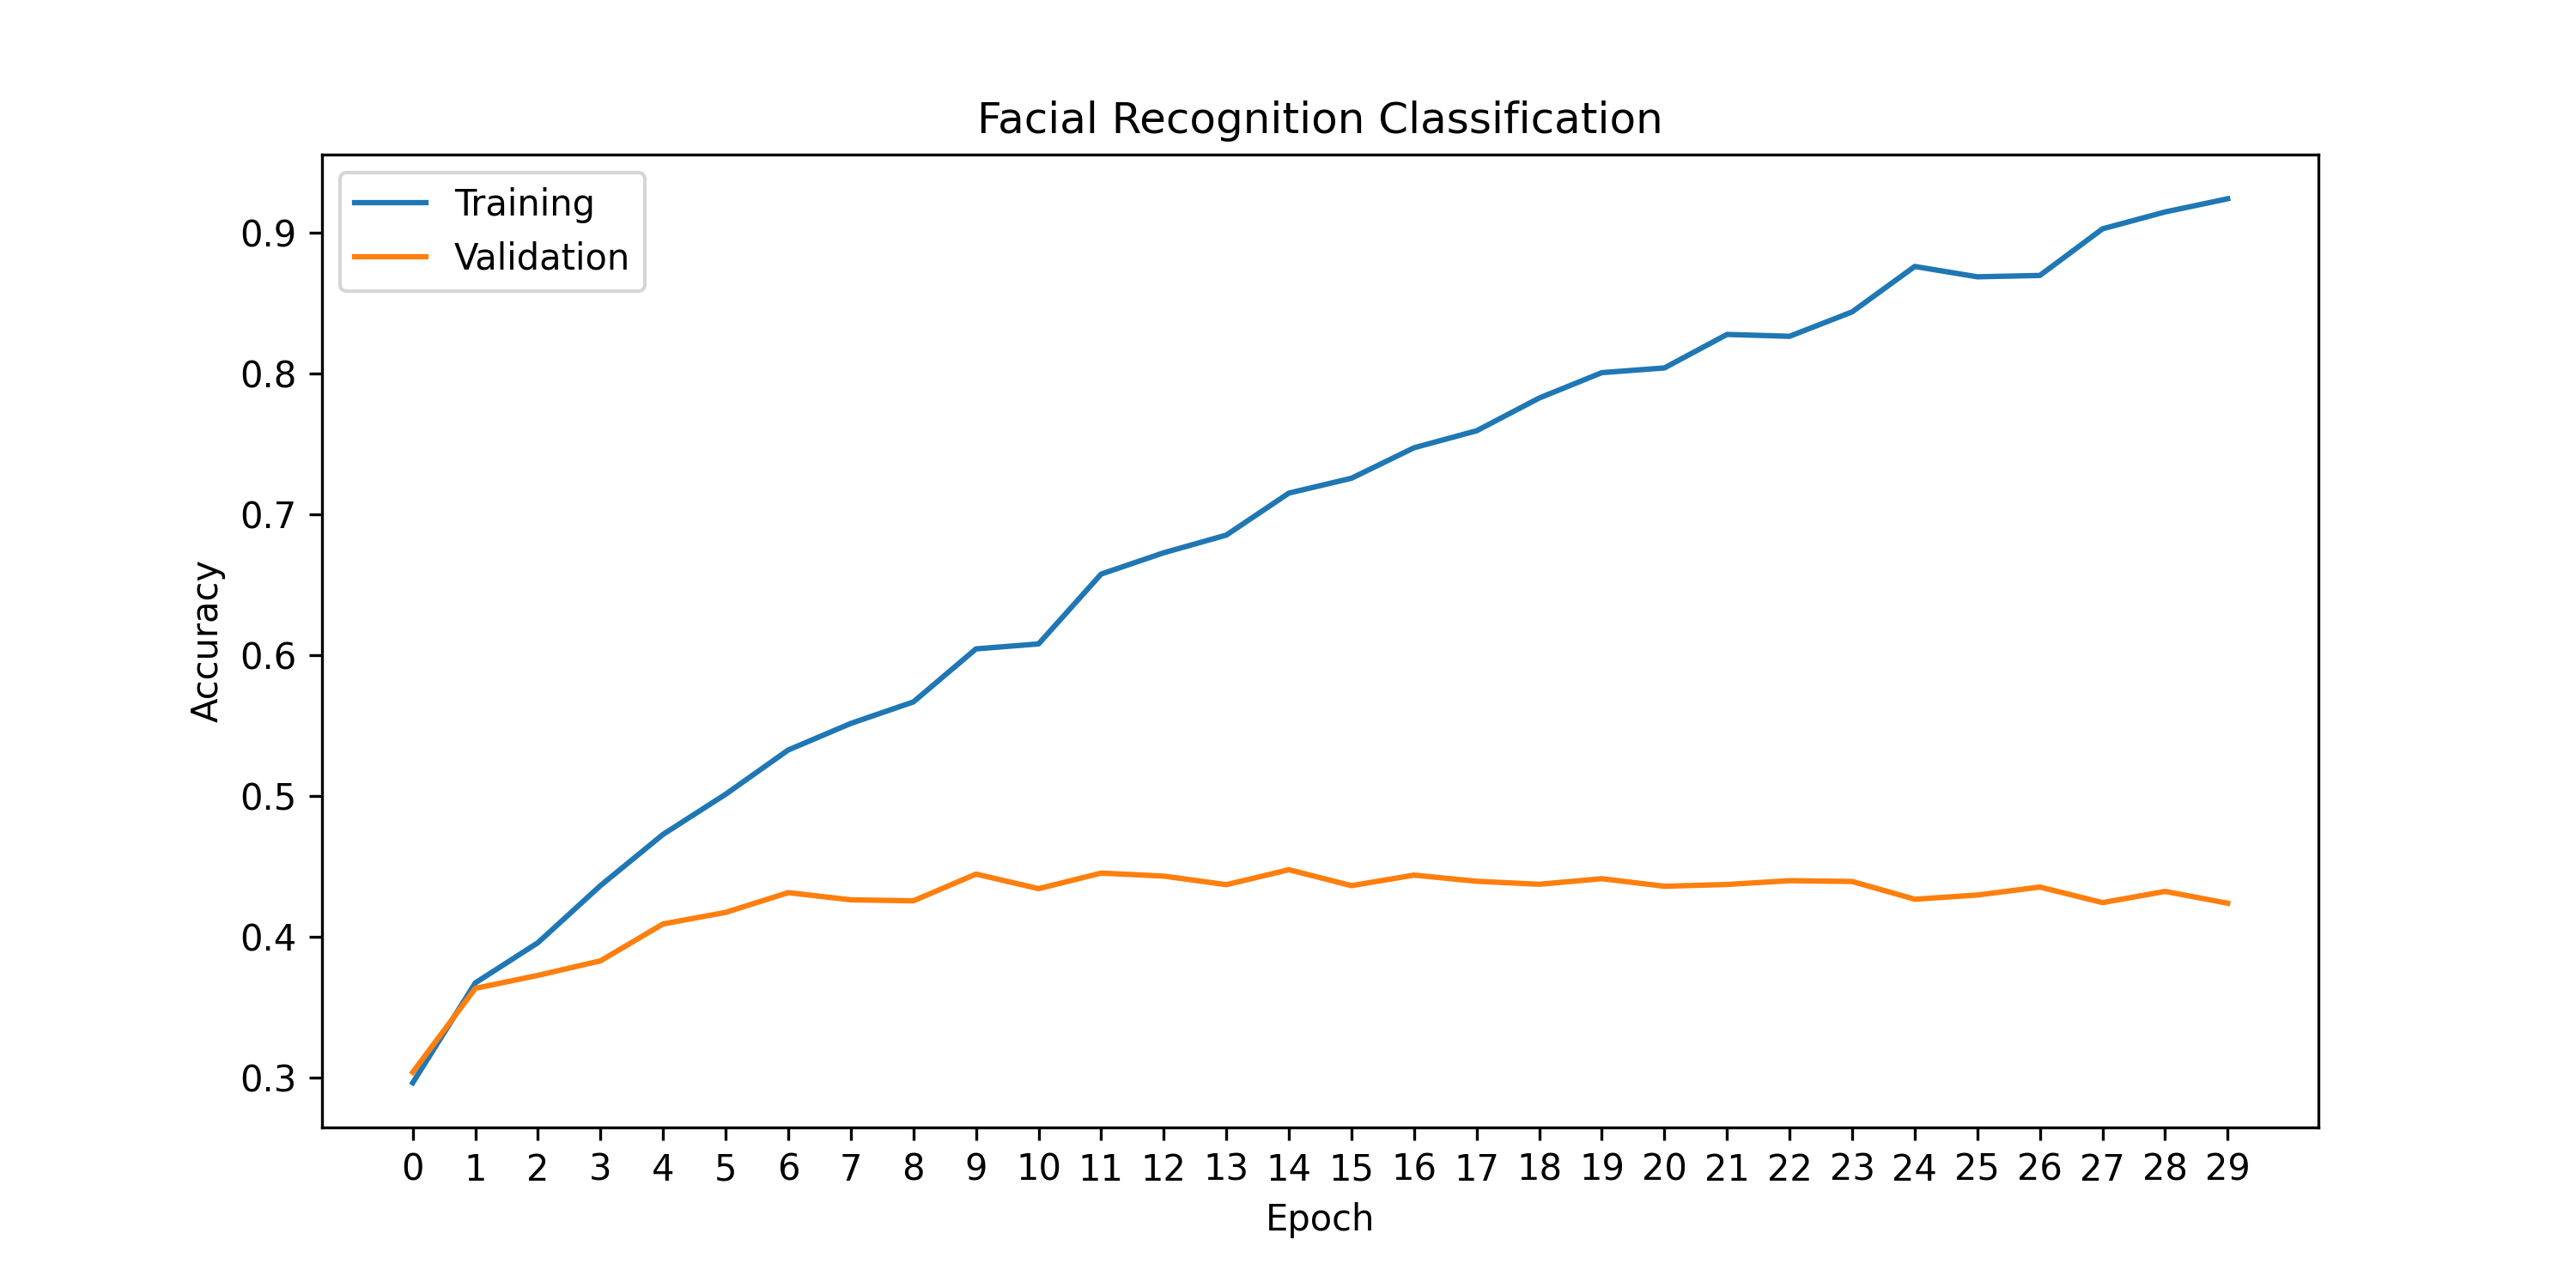 Facial Recognition Classification
Training
Validation
0.9
0.8
0.7
0.6
0.5
0.4
0.3
Accuracy
0 1 2 3 4 5 6 7 8 9 10 11 12 13 14 15 16 17 18 19 20 21 22 23 24 25 26 27 28 29
Epoch